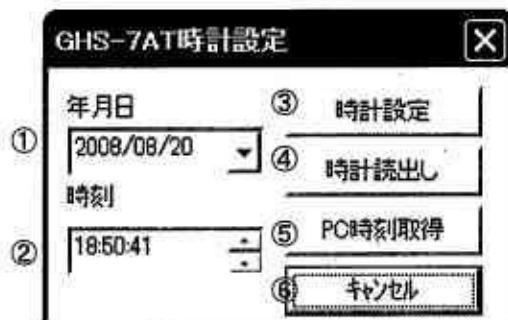 GHS-7AT時計設定
年月日
① 2008/08/20
時刻
② 18:50:41
③ 時計設定
④ 時計読出し
⑤ PC時刻取得
⑥ キャンセル